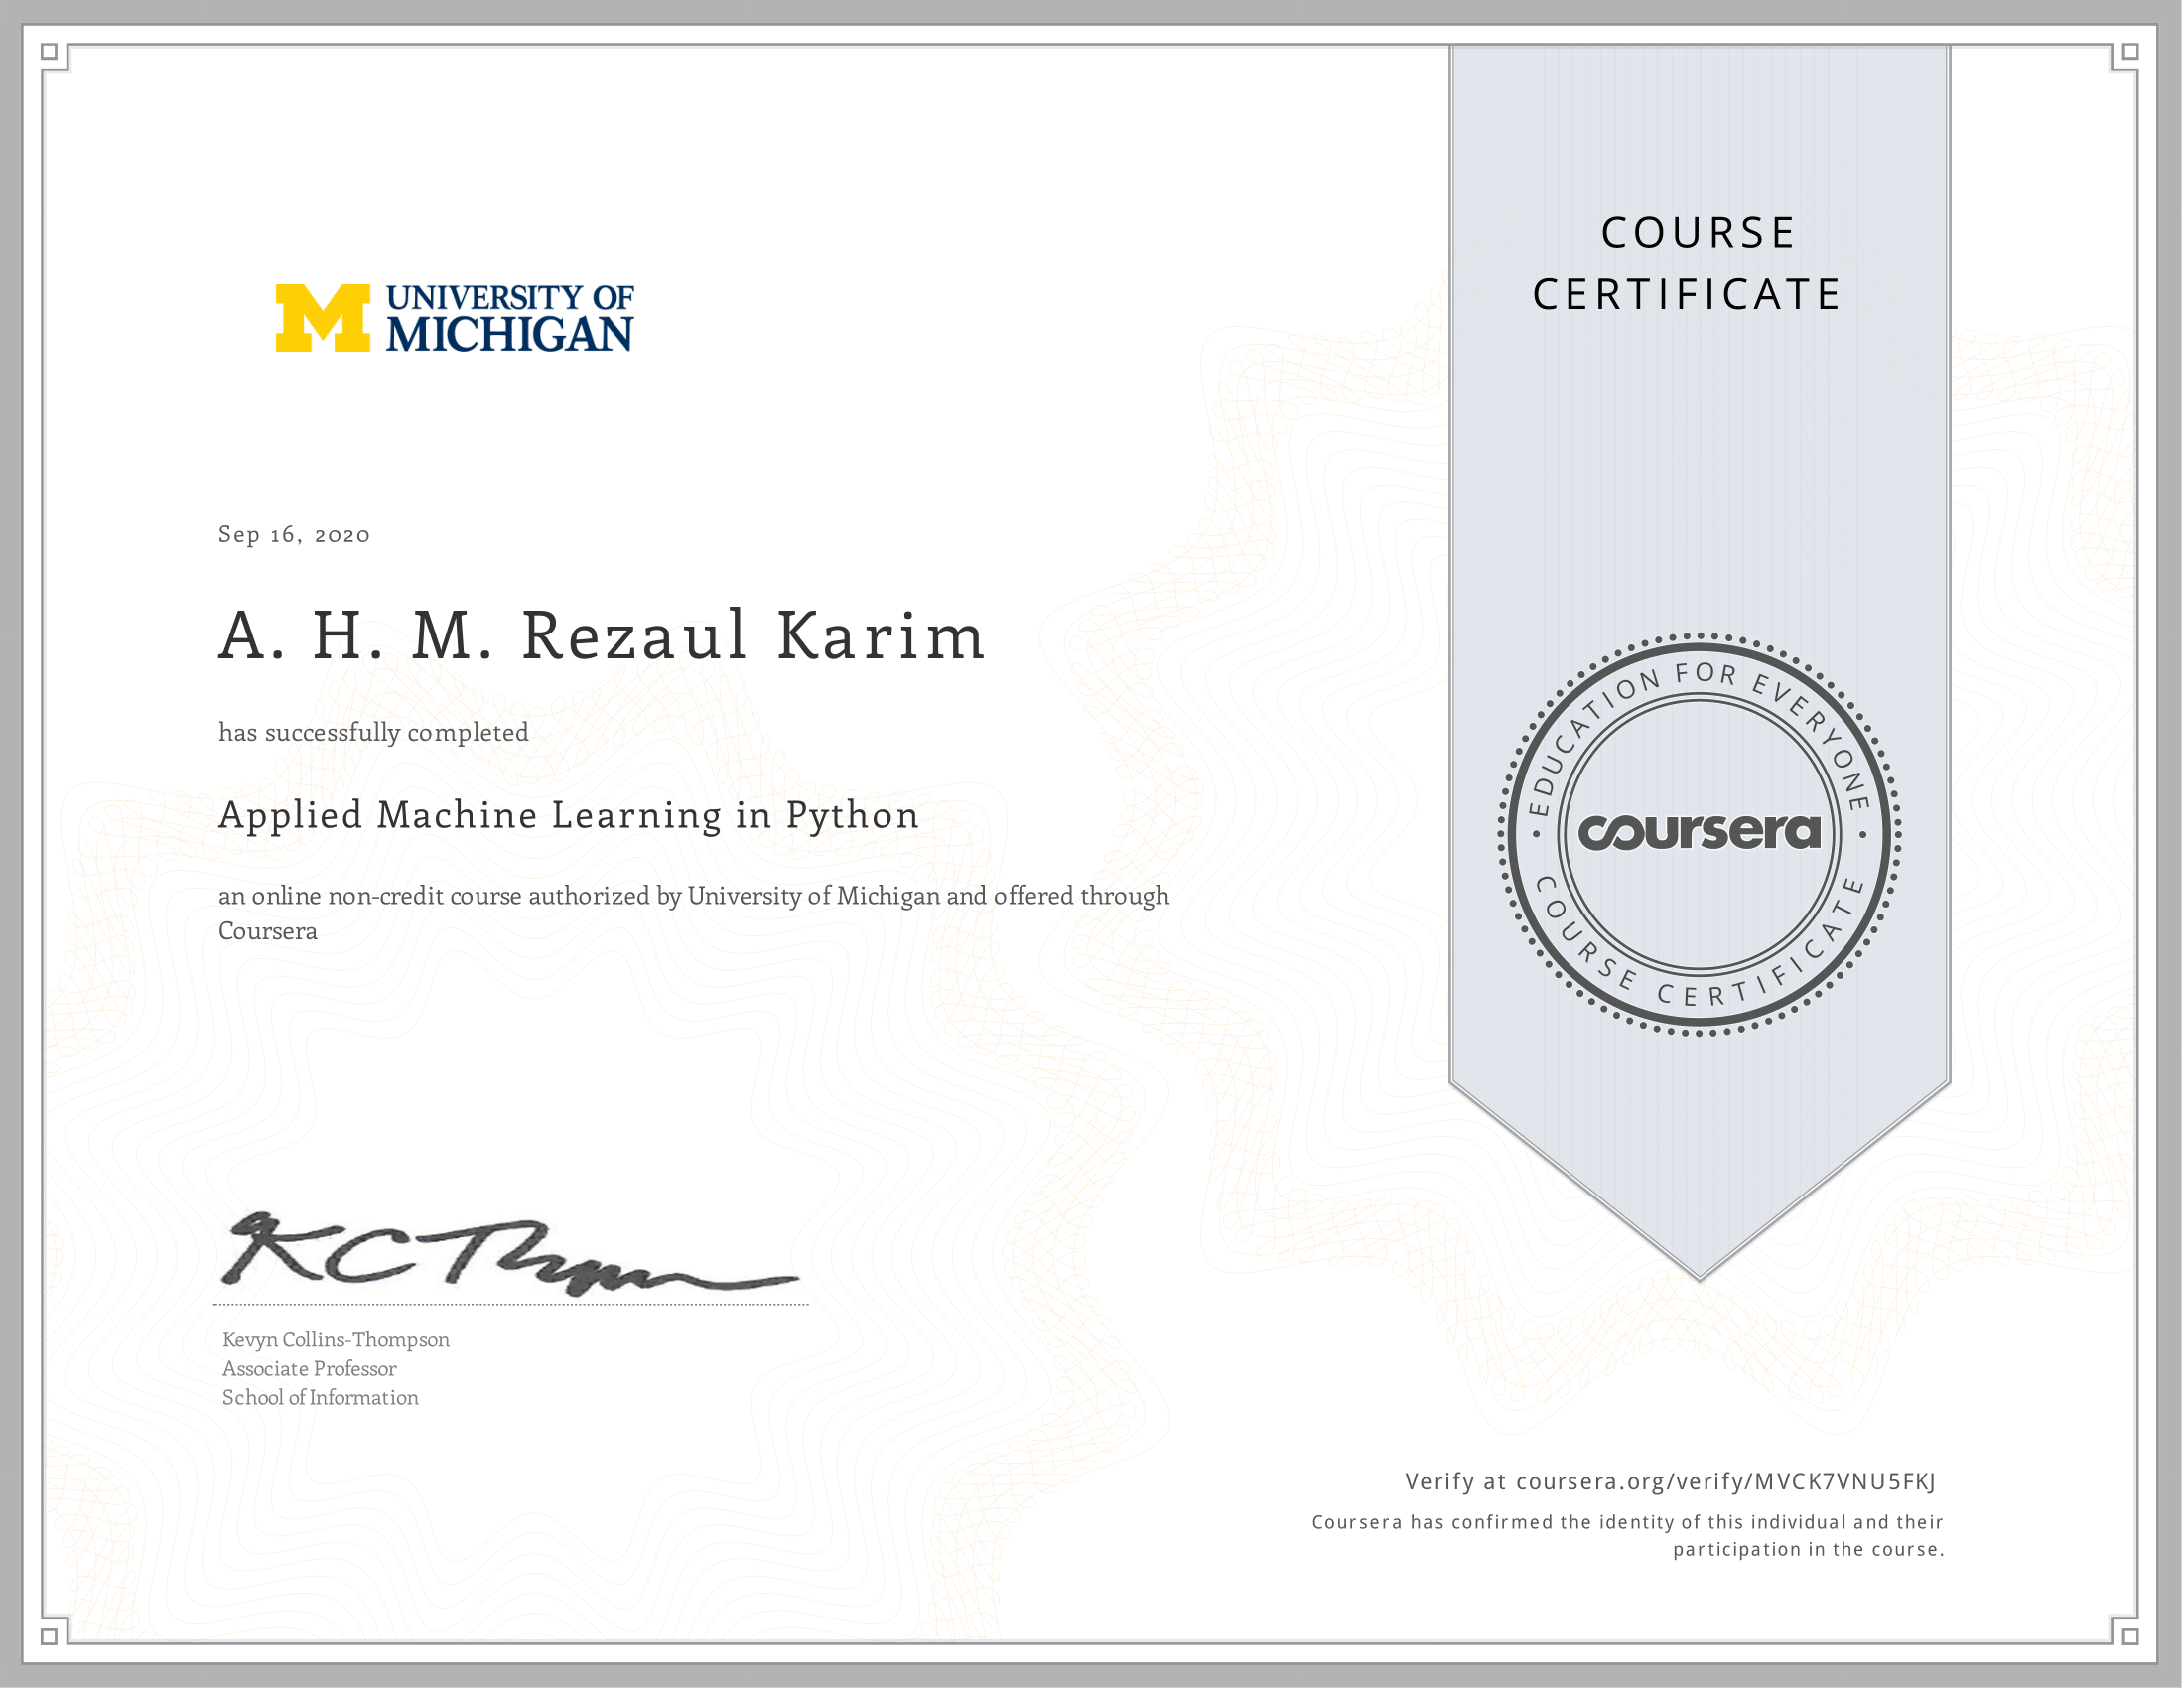 UNIVERSITY OF
MICHIGAN
COURSE
CERTIFICATE
Sep 16, 2020
A. H. M. Rezaul Karim
has successfully completed
Applied Machine Learning in Python
an online non-credit course authorized by University of Michigan and offered through
Coursera
EDUCATION FOR EVERYONE
coursera
COURSE CERTIFICATE
Kevyn Collins-Thompson
Associate Professor
School of Information
Verify at coursera.org/verify/MVCK7VNU5FKJ
Coursera has confirmed the identity of this individual and their
participation in the course.